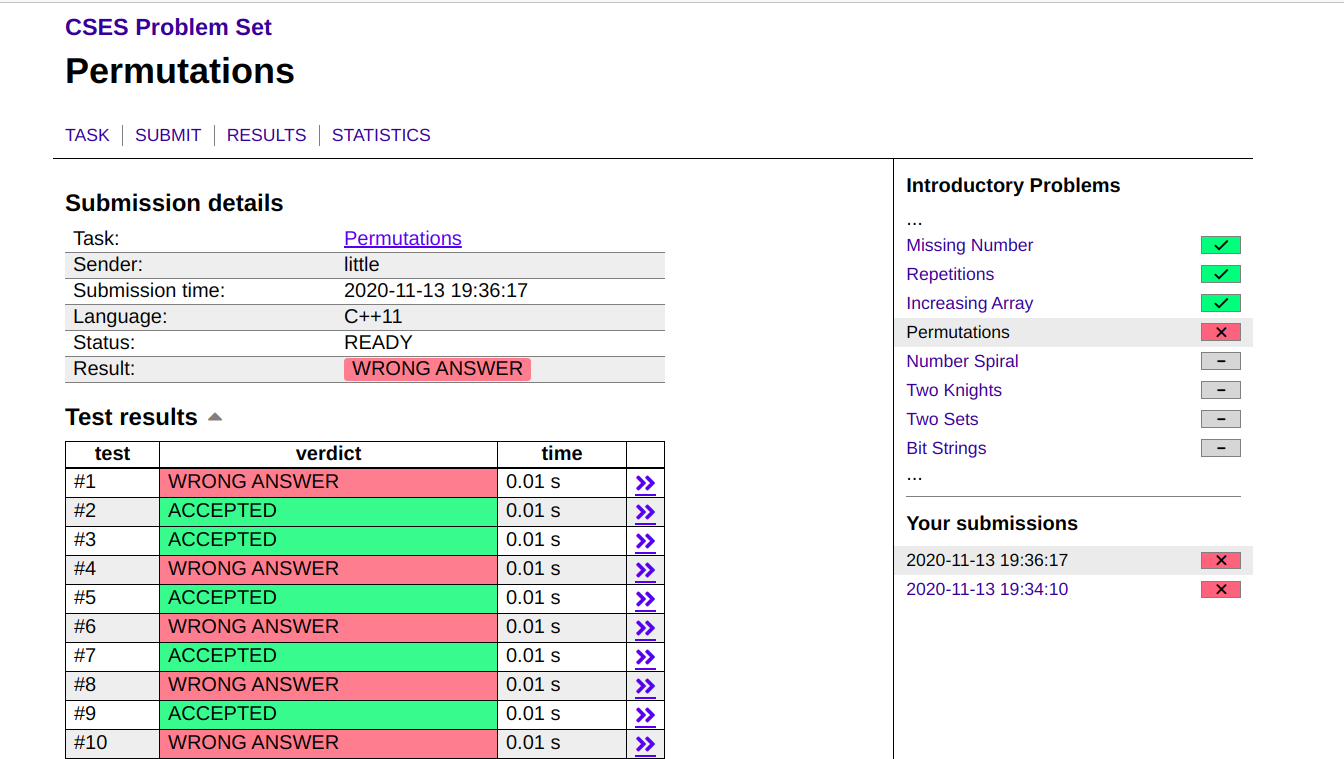 CSES Problem Set
Permutations
TASK
SUBMIT
RESULTS
STATISTICS
Submission details
Task: Permutations
Sender: little
Submission time: 2020-11-13 19:36:17
Language: C++11
Status: READY
Result: WRONG ANSWER
Test results
test verdict time
#1 WRONG ANSWER 0.01 s
#2 ACCEPTED 0.01 s
#3 ACCEPTED 0.01 s
#4 WRONG ANSWER 0.01 s
#5 ACCEPTED 0.01 s
#6 WRONG ANSWER 0.01 s
#7 ACCEPTED 0.01 s
#8 WRONG ANSWER 0.01 s
#9 ACCEPTED 0.01 s
#10 WRONG ANSWER 0.01 s
Introductory Problems
...
Missing Number
Repetitions
Increasing Array
Permutations
Number Spiral
Two Knights
Two Sets
Bit Strings
...
Your submissions
2020-11-13 19:36:17
2020-11-13 19:34:10